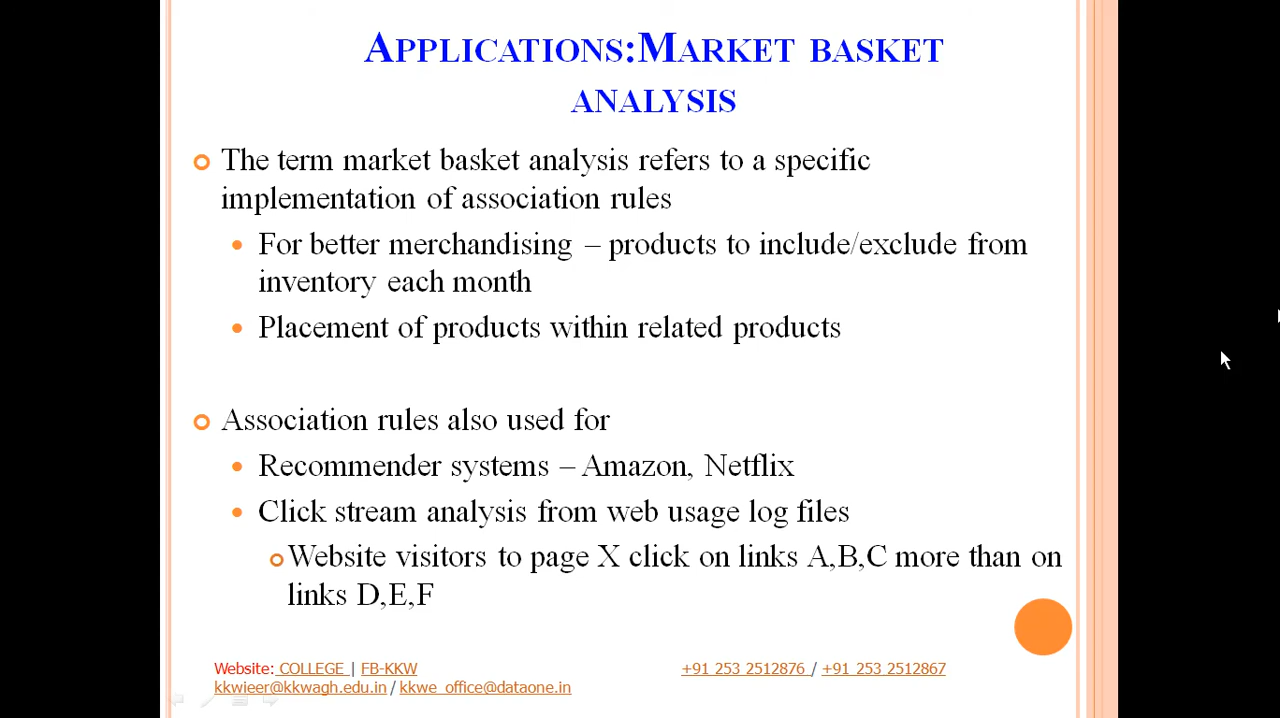 APPLICATIONS:MARKET BASKET
ANALYSIS
The term market basket analysis refers to a specific
implementation of association rules
For better merchandising – products to include/exclude from
inventory each month
Placement of products within related products
Association rules also used for
Recommender systems – Amazon, Netflix
Click stream analysis from web usage log files
Website visitors to page X click on links A,B,C more than on
links D,E,F
Website: COLLEGE | FB-KKW
+91 253 2512876 / +91 253 2512867
kkwieer@kkwagh.edu.in / kkwe_office@dataone.in